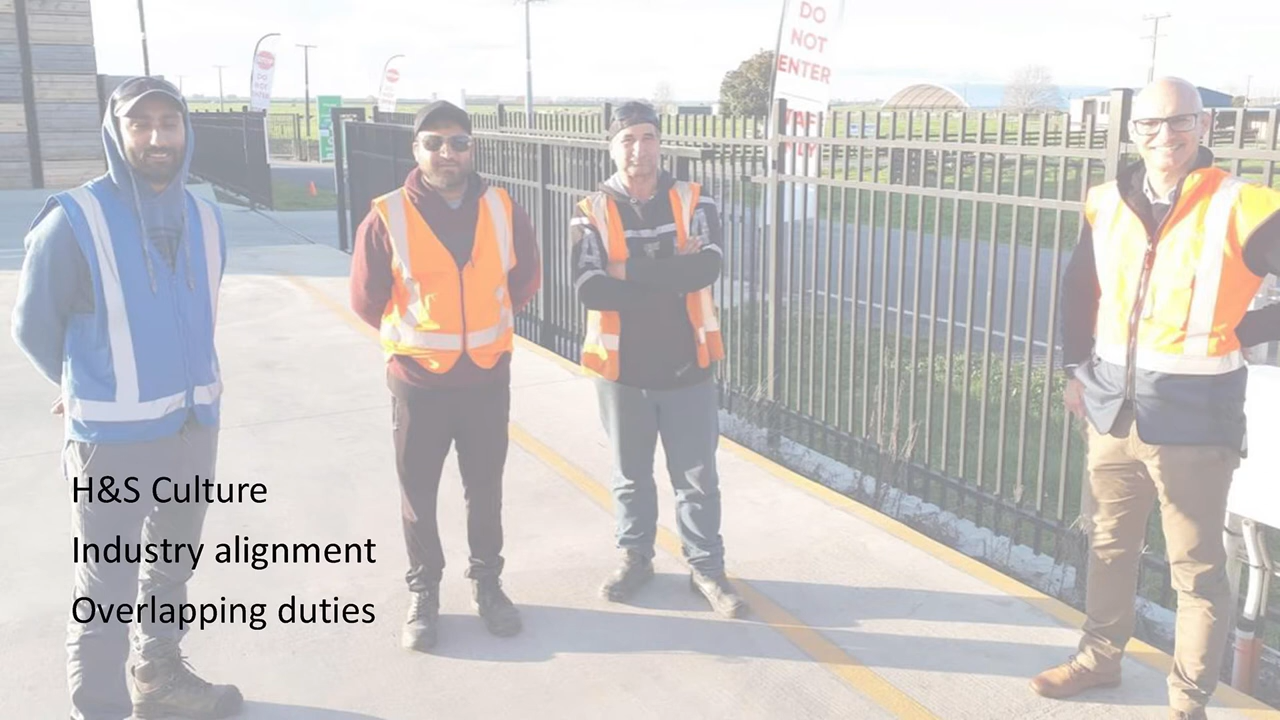 DO
NOT
ENTER
H&S Culture
Industry alignment
Overlapping duties